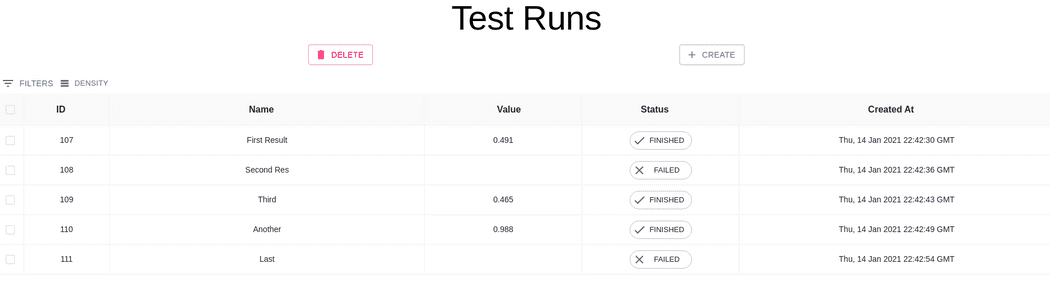 Test Runs
DELETE CREATE
FILTERS DENSITY
ID Name Value Status Created At
107 First Result 0.491 FINISHED Thu, 14 Jan 2021 22:42:30 GMT
108 Second Res FAILED Thu, 14 Jan 2021 22:42:36 GMT
109 Third 0.465 FINISHED Thu, 14 Jan 2021 22:42:43 GMT
110 Another 0.988 FINISHED Thu, 14 Jan 2021 22:42:49 GMT
111 Last FAILED Thu, 14 Jan 2021 22:42:54 GMT